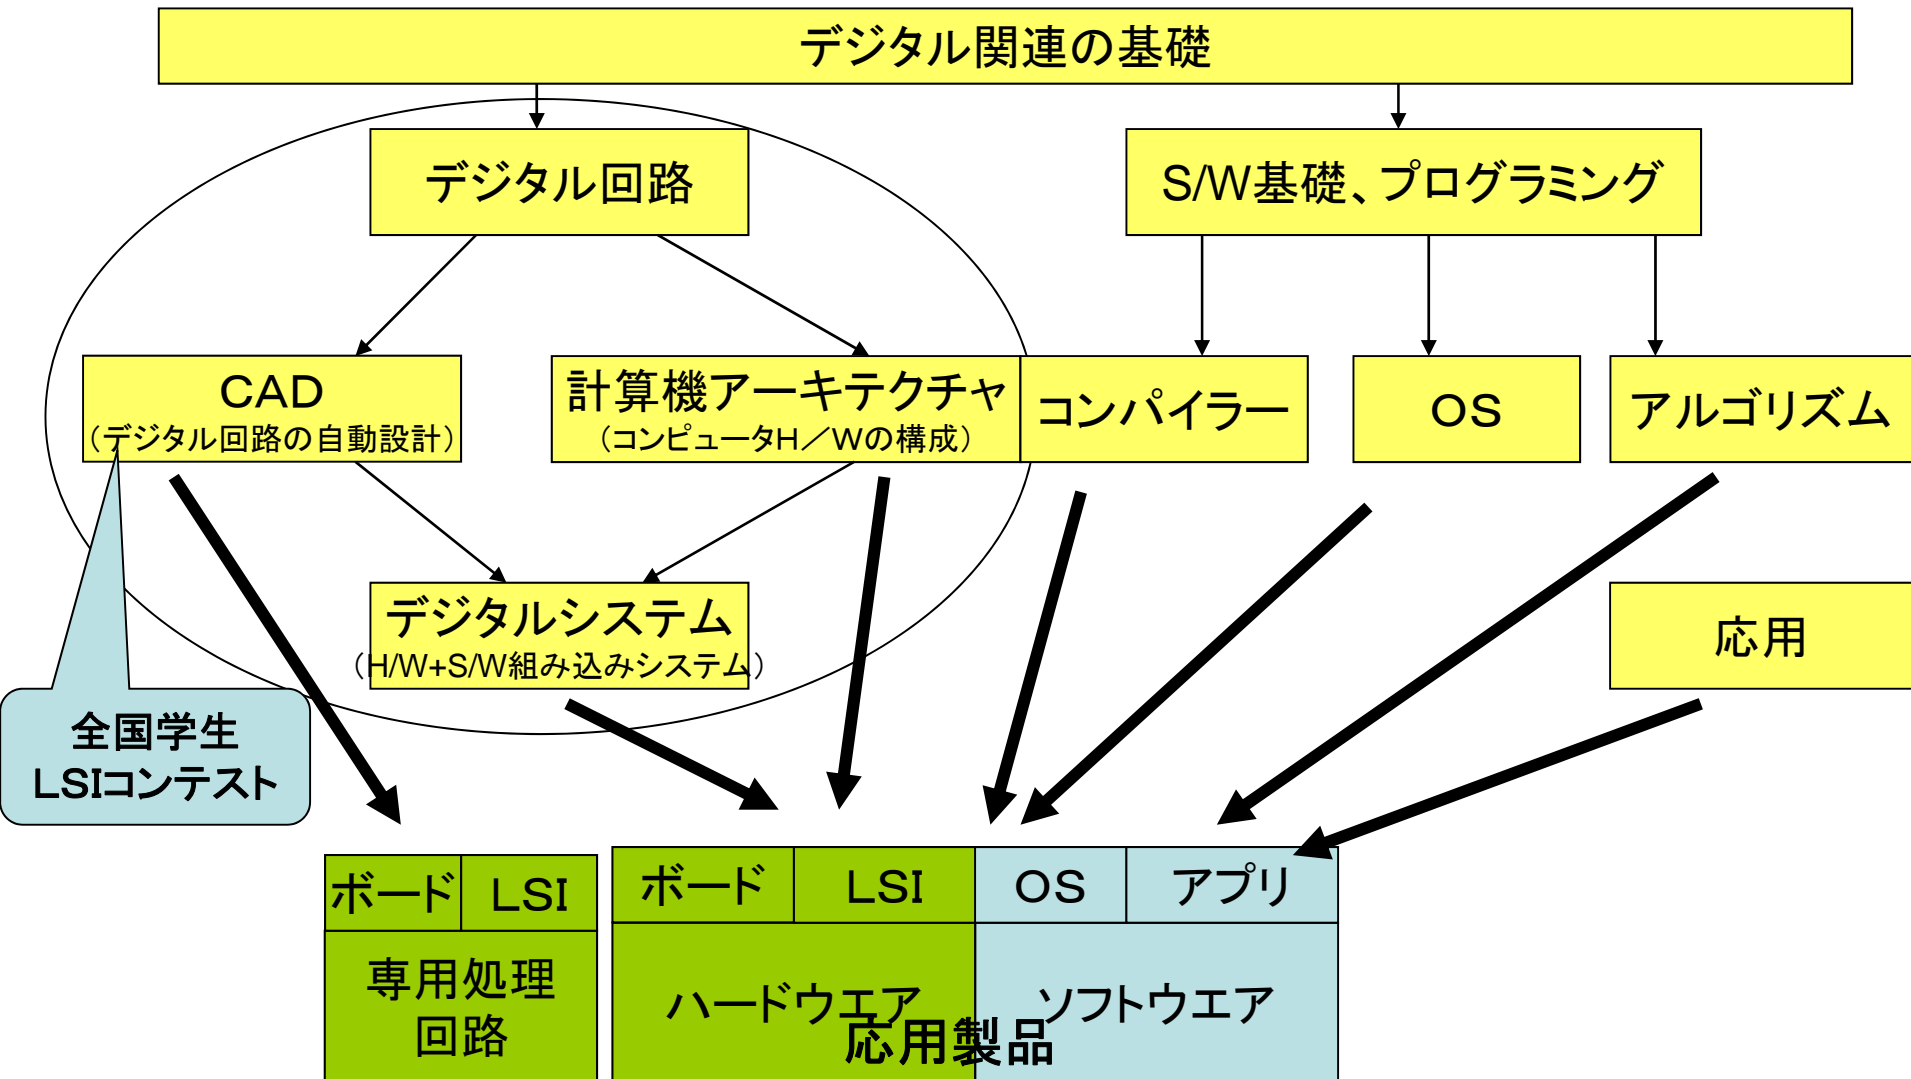 デジタル関連の基礎
デジタル回路
S/W基礎、プログラミング
CAD
（デジタル回路の自動設計）
計算機アーキテクチャ
（コンピュータH／Wの構成）
コンパイラー
OS
アルゴリズム
デジタルシステム
（H/W+S/W組み込みシステム）
応用
全国学生
LSIコンテスト
ボード
LSI
ボード
LSI
OS
アプリ
専用処理
回路
ハードウエア
ソフトウエア
応用製品